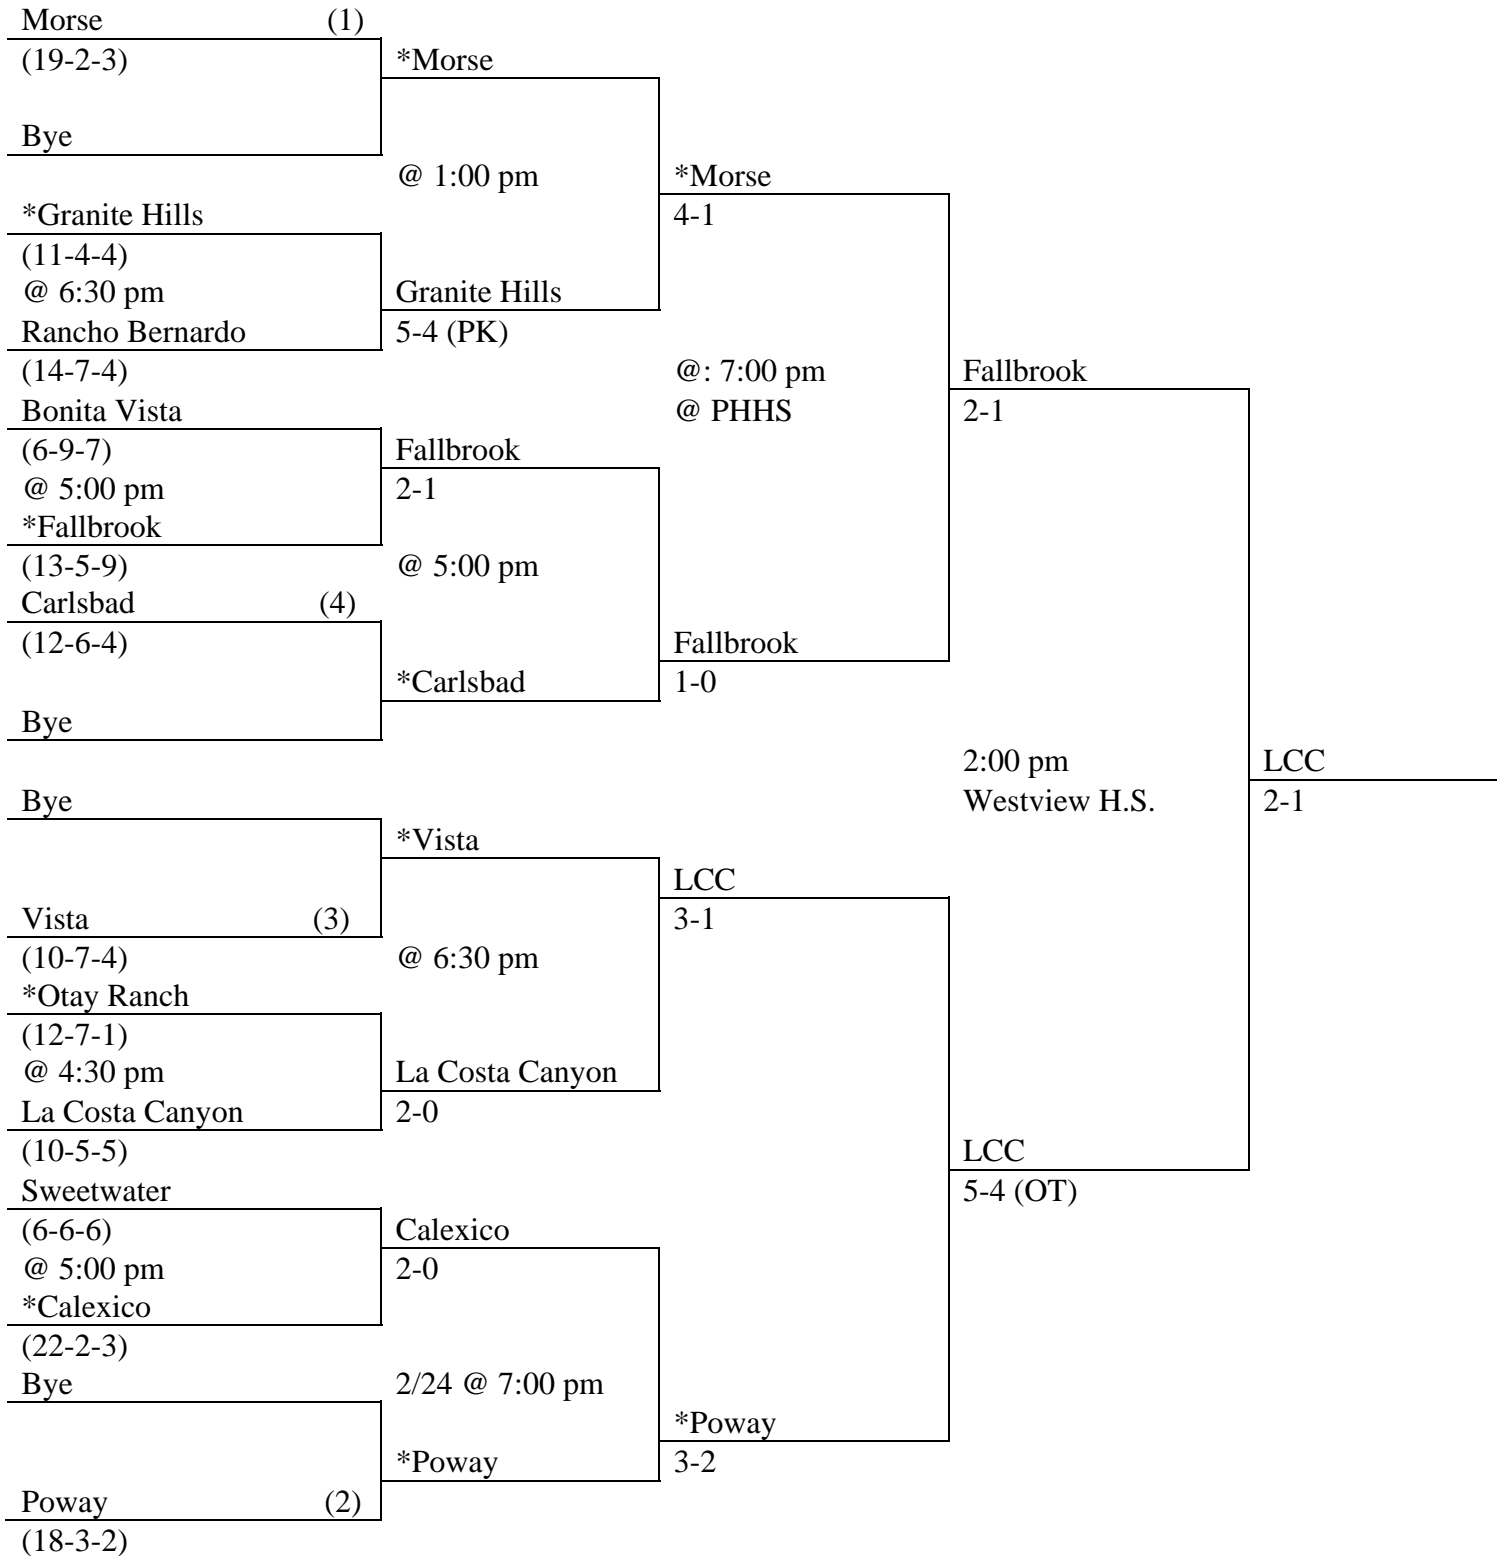 Morse (1)
(19-2-3)
*Morse
Bye
@ 1:00 pm
*Morse
*Granite Hills
4-1
(11-4-4)
@ 6:30 pm
Granite Hills
Rancho Bernardo
5-4 (PK)
(14-7-4)
@: 7:00 pm
Fallbrook
Bonita Vista
@ PHHS
2-1
(6-9-7)
Fallbrook
@ 5:00 pm
2-1
*Fallbrook
(13-5-9)
@ 5:00 pm
Carlsbad (4)
(12-6-4)
Fallbrook
*Carlsbad
1-0
Bye
2:00 pm
LCC
Bye
Westview H.S.
2-1
*Vista
LCC
Vista (3)
3-1
(10-7-4)
@ 6:30 pm
*Otay Ranch
(12-7-1)
@ 4:30 pm
La Costa Canyon
La Costa Canyon
2-0
(10-5-5)
LCC
Sweetwater
5-4 (OT)
(6-6-6)
Calexico
@ 5:00 pm
2-0
*Calexico
(22-2-3)
Bye
2/24 @ 7:00 pm
*Poway
*Poway
3-2
Poway (2)
(18-3-2)